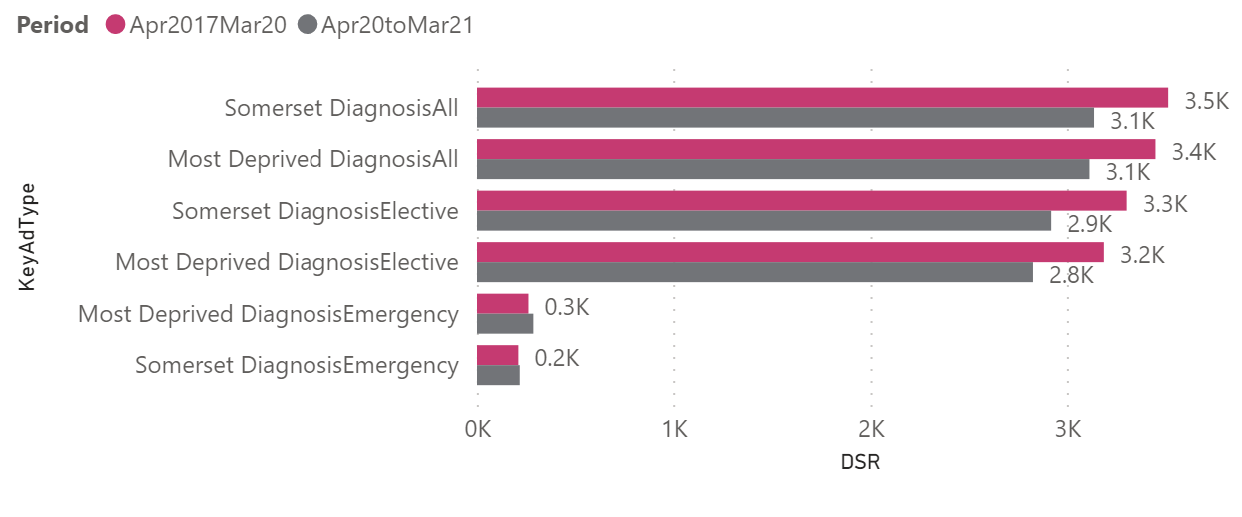 Period Apr2017Mar20 Apr20toMar21
Somerset DiagnosisAll 3.5K
3.1K
Most Deprived DiagnosisAll 3.4K
3.1K
Somerset DiagnosisElective 3.3K
2.9K
Most Deprived DiagnosisElective 3.2K
2.8K
Most Deprived DiagnosisEmergency 0.3K
Somerset DiagnosisEmergency 0.2K
KeyAdType
0K 1K 2K 3K
DSR